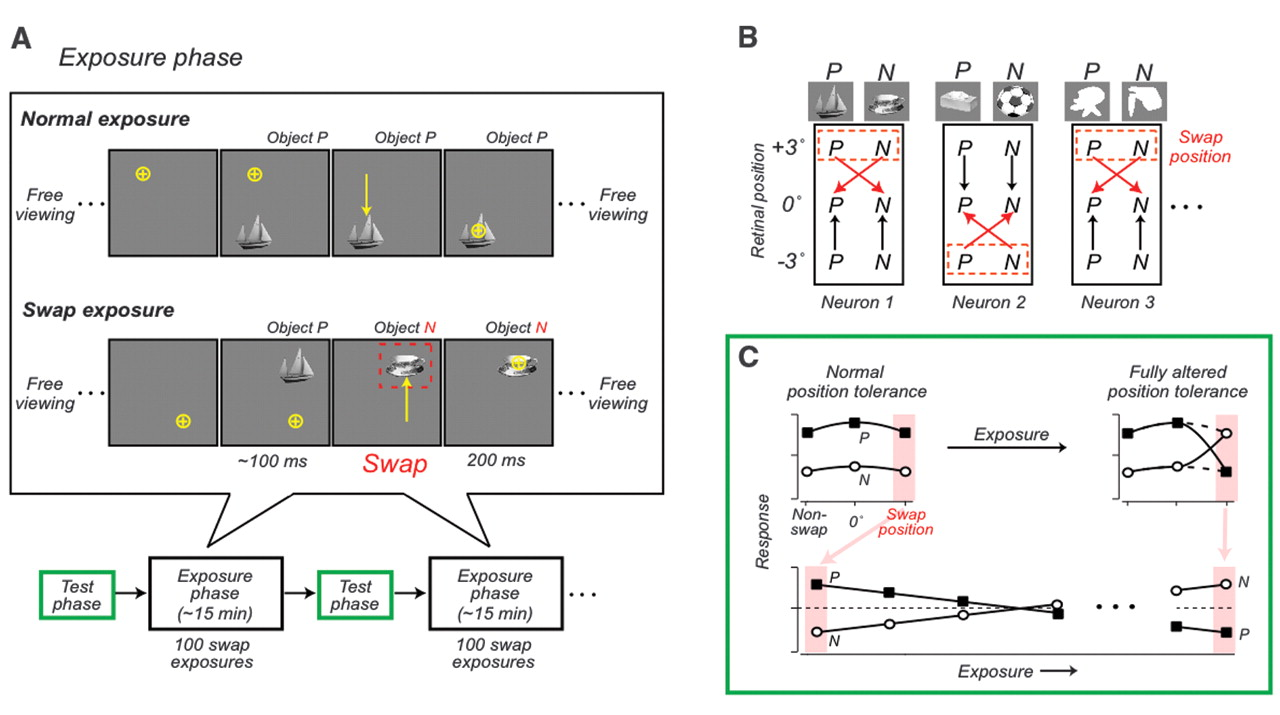 A
Exposure phase
Normal exposure
Object P
Object P
Object P
Free
viewing
• • •
• • •
Free
viewing
Swap exposure
Object P
Object N
Object N
Free
viewing
• • •
• • •
Free
viewing
~100 ms
Swap
200 ms
Test
phase
Exposure
phase
(~15 min)
Test
phase
Exposure
phase
(~15 min)
• • •
100 swap
exposures
100 swap
exposures
B
P N P N P N
Retinal position
+3°
P N P N P N
Swap
position
0°
P N P N P N
• • •
-3°
P N P N P N
Neuron 1
Neuron 2
Neuron 3
C
Normal
position tolerance
Fully altered
position tolerance
P
N
Exposure
Non-
swap
0°
Swap
position
Response
P
N
• • •
N
P
Exposure